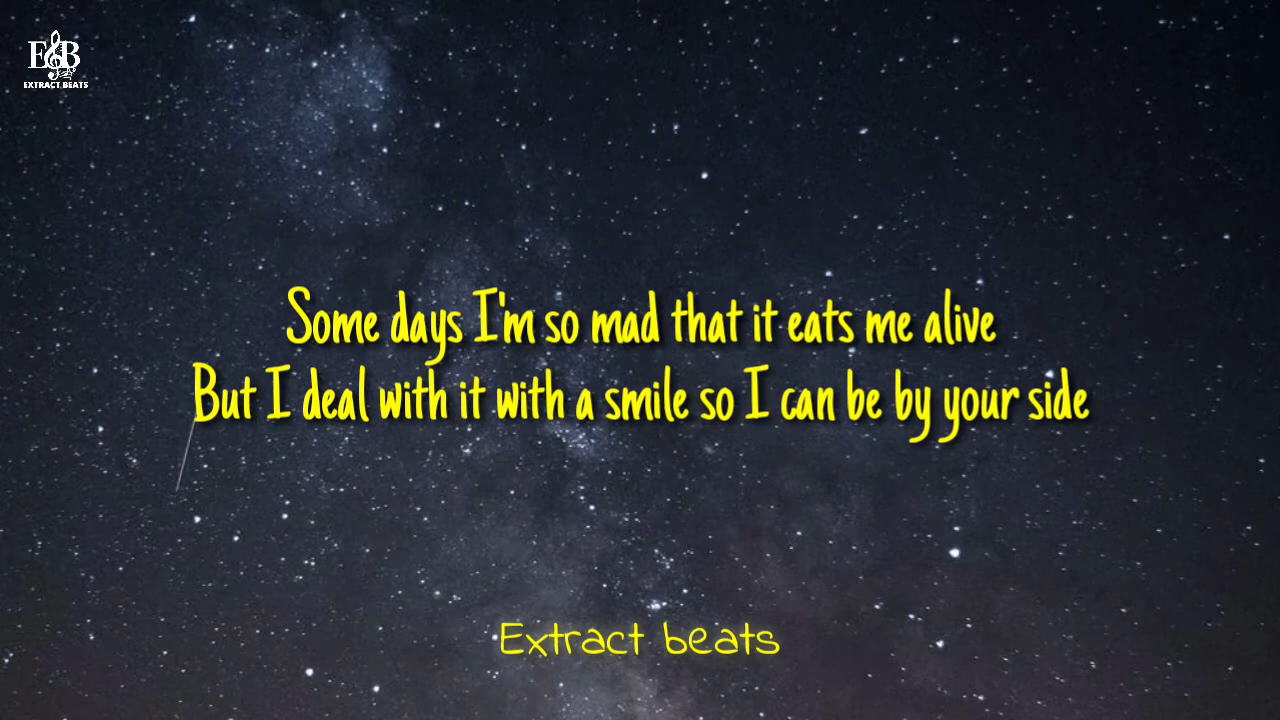 E B
EXTRACT BEATS
Some days I'm so mad that it eats me alive
But I deal with it with a smile so I can be by your side
Extract beats